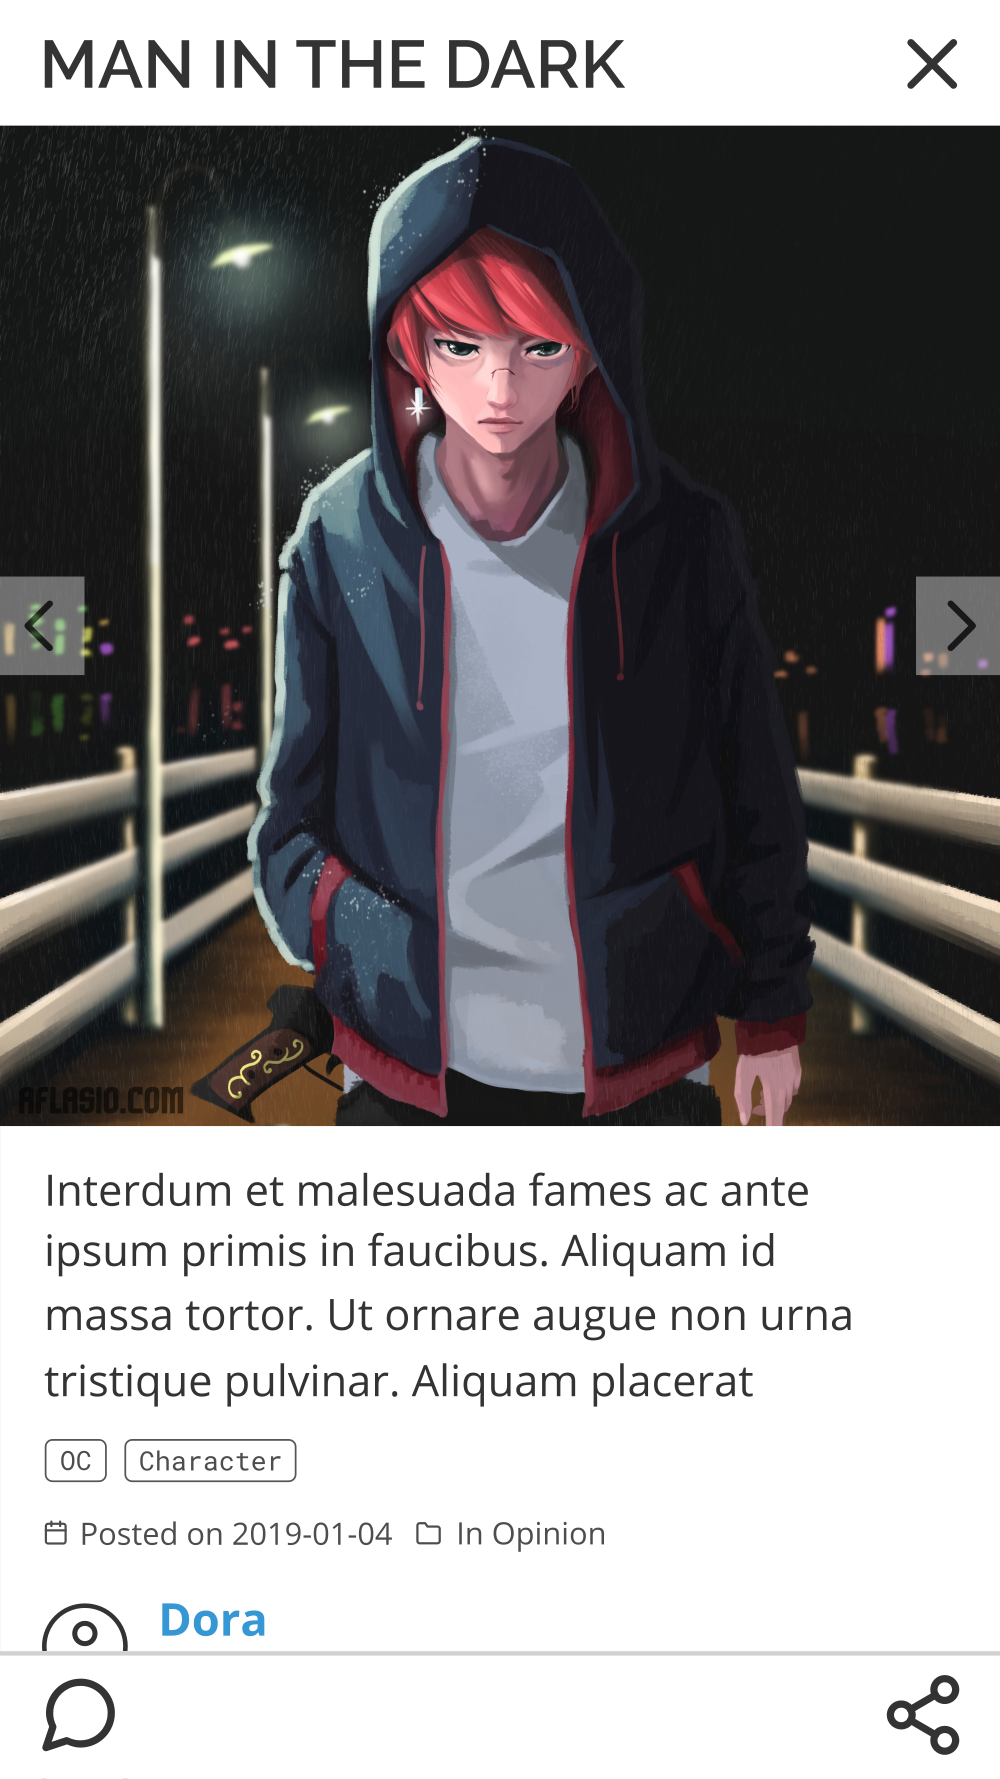 MAN IN THE DARK
AFLASIO.COM
Interdum et malesuada fames ac ante
ipsum primis in faucibus. Aliquam id
massa tortor. Ut ornare augue non urna
tristique pulvinar. Aliquam placerat
OC Character
Posted on 2019-01-04 In Opinion
Dora